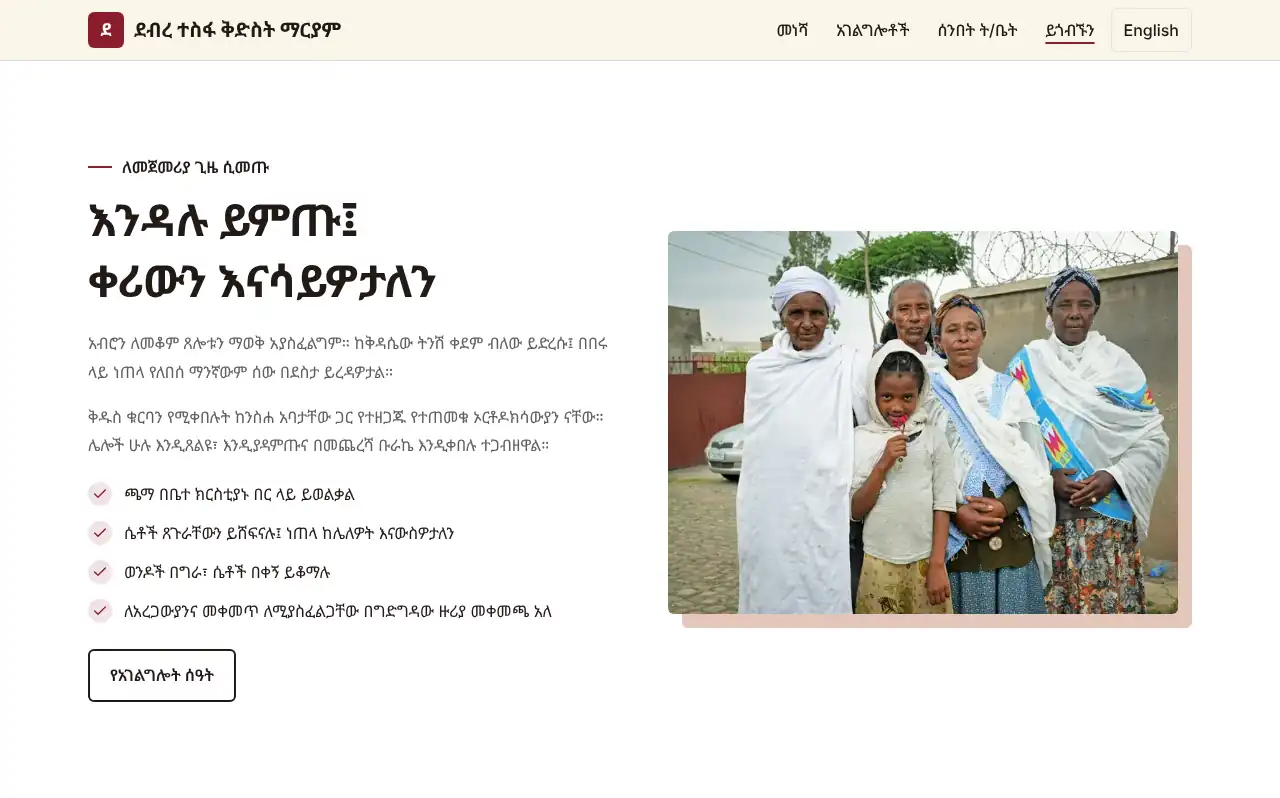 ደ ደብረ ተስፋ ቅድስት ማርያም
መነሻ አገልግሎቶች ሰንበት ት/ቤት ይጎብኙን English
ለመጀመሪያ ጊዜ ሲመጡ
እንዳሉ ይምጡ፤
ቀሪውን እናሳይዎታለን
አብሮን ለመቆም ጸሎቱን ማወቅ አያስፈልግም። ከቅዳሴው ትንሽ ቀደም ብለው ይድረሱ፤ በበሩ
ላይ ነጠላ የለበሰ ማንኛውም ሰው በደስታ ይረዳዎታል።
ቅዱስ ቁርባን የሚቀበሉት ከንስሐ አባታቸው ጋር የተዘጋጁ የተጠመቁ ኦርቶዶክሳውያን ናቸው።
ሌሎች ሁሉ እንዲጸልዩ፣ እንዲያዳምጡና በመጨረሻ ቡራኬ እንዲቀበሉ ተጋብዘዋል።
ጫማ በቤተ ክርስቲያኑ በር ላይ ይወልቃል
ሴቶች ጸጉራቸውን ይሸፍናሉ፤ ነጠላ ከሌለዎት እናውስዎታለን
ወንዶች በግራ፣ ሴቶች በቀኝ ይቆማሉ
ለአረጋውያንና መቀመጥ ለሚያስፈልጋቸው በግድግዳው ዙሪያ መቀመጫ አለ
የአገልግሎት ሰዓት